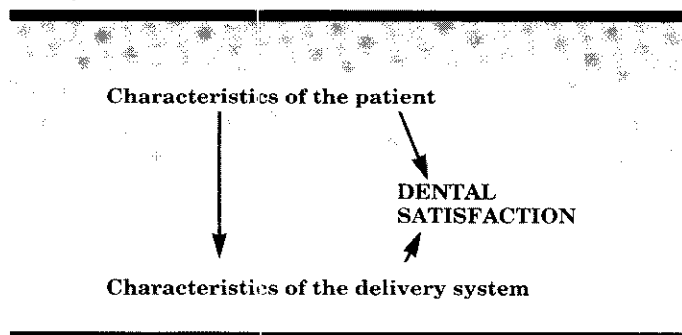 Characteristics of the patient
DENTAL
SATISFACTION
Characteristics of the delivery system